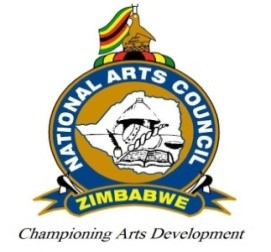 NATIONAL ARTS COUNCIL
ZIMBABWE
Championing Arts Development